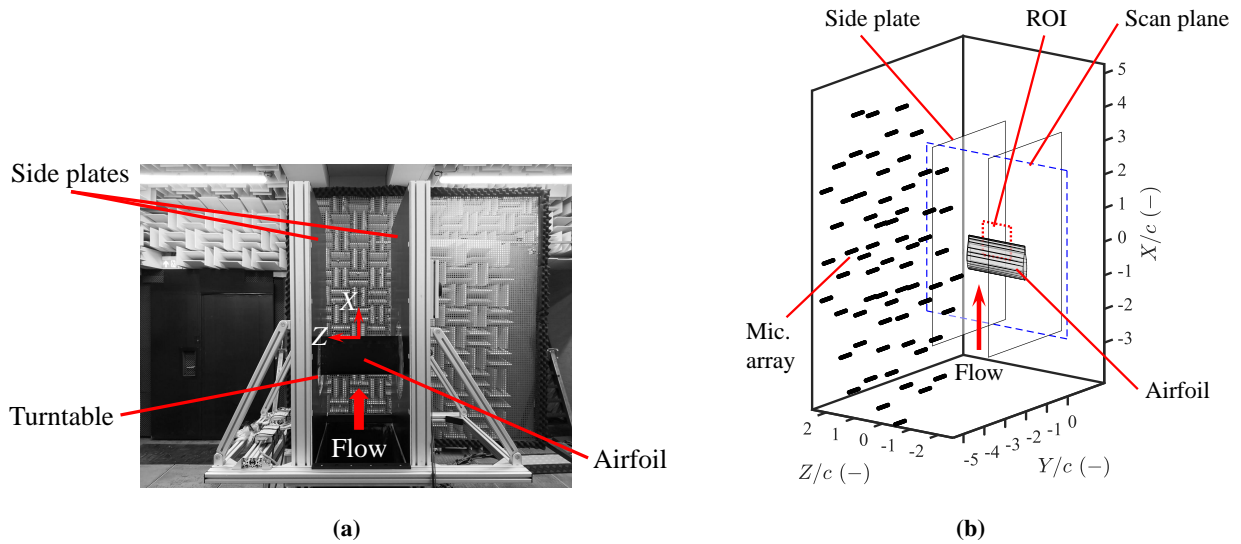 Side plates
X
Z
Turntable
Flow
Airfoil
(a)
Side plate
ROI
Scan plane
5
4
3
2
1
0
-1
-2
-3
X/c (−)
Mic.
array
Flow
Airfoil
2
1
0
-1
-2
Z/c (−)
-5
-4
-3
-2
-1
0
Y/c (−)
(b)